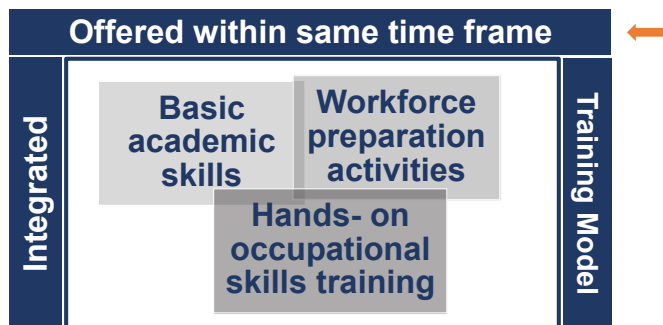 Offered within same time frame
Integrated
Basic
academic
skills
Workforce
preparation
activities
Hands- on
occupational
skills training
Training Model